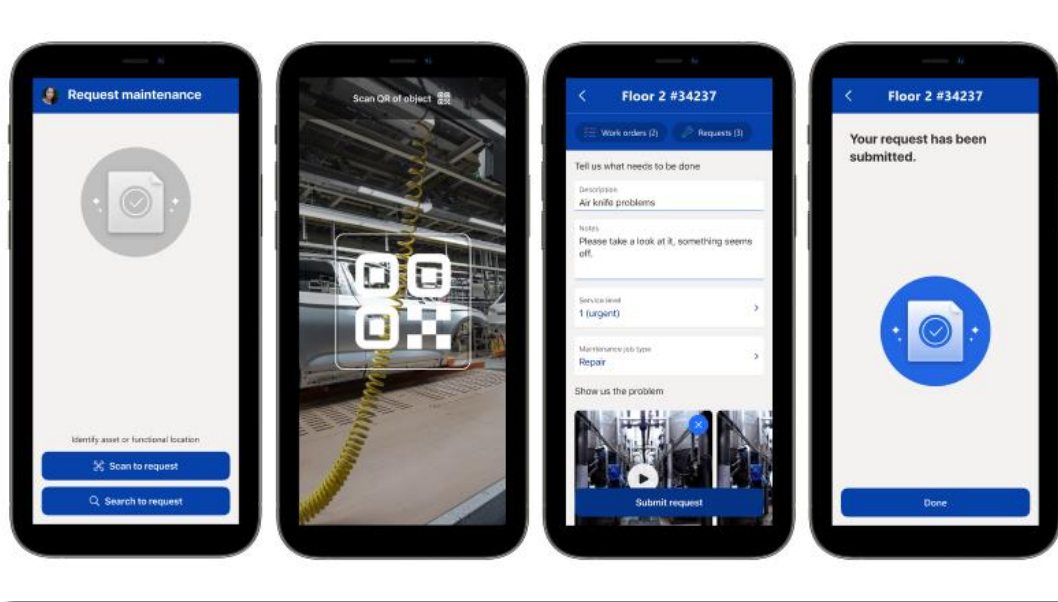 Request maintenance
Identify asset or functional location
Scan to request
Search to request
Scan QR of object
Floor 2 #34237
Work orders (2)
Requests (3)
Tell us what needs to be done
Description
Air knife problems
Notes
Please take a look at it, something seems
off.
Service level
1 (urgent)
Maintenance job type
Repair
Show us the problem
Submit request
Floor 2 #34237
Your request has been
submitted.
Done